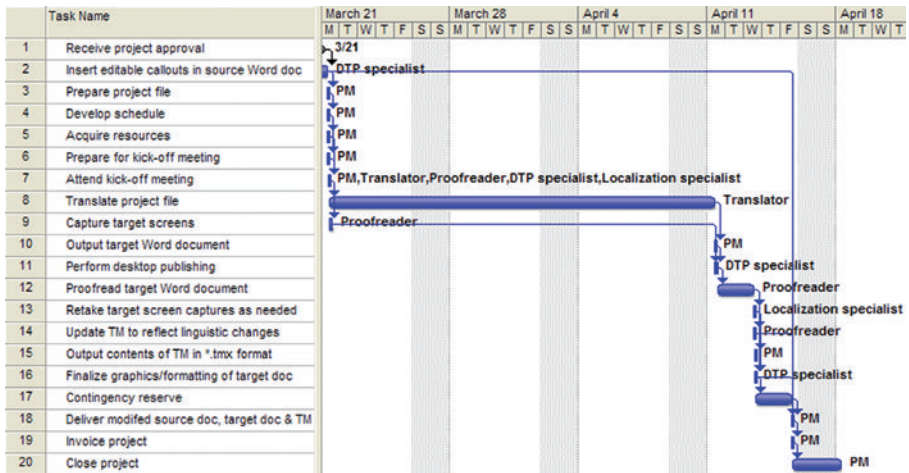 Task Name March 21 March 28 April 4 April 11 April 18
M T W T F S S M T W T F S S M T W T F S S M T W T F S S M T W T
1 Receive project approval 3/21
2 Insert editable callouts in source Word doc DTP specialist
3 Prepare project file PM
4 Develop schedule PM
5 Acquire resources PM
6 Prepare for kick-off meeting PM
7 Attend kick-off meeting PM,Translator,Proofreader,DTP specialist,Localization specialist
8 Translate project file Translator
9 Capture target screens Proofreader
10 Output target Word document PM
11 Perform desktop publishing DTP specialist
12 Proofread target Word document Proofreader
13 Retake target screen captures as needed Localization specialist
14 Update TM to reflect linguistic changes Proofreader
15 Output contents of TM in *.tmx format PM
16 Finalize graphics/formatting of target doc DTP specialist
17 Contingency reserve
18 Deliver modifed source doc, target doc & TM PM
19 Invoice project PM
20 Close project PM